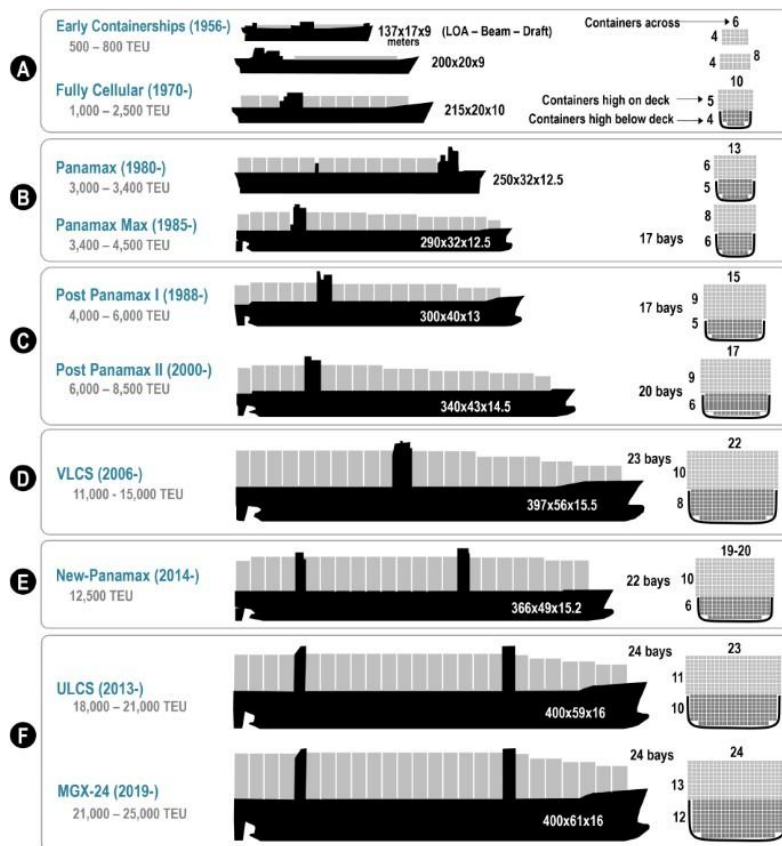 A
Early Containerships (1956-)
500 – 800 TEU
137x17x9
meters
(LOA – Beam – Draft)
Containers across
6
4
200x20x9
4
8
Fully Cellular (1970-)
1,000 – 2,500 TEU
215x20x10
10
Containers high on deck
5
Containers high below deck
4
B
Panamax (1980-)
3,000 – 3,400 TEU
250x32x12.5
13
6
5
Panamax Max (1985-)
3,400 – 4,500 TEU
290x32x12.5
17 bays
8
6
C
Post Panamax I (1988-)
4,000 – 6,000 TEU
300x40x13
17 bays
15
9
5
Post Panamax II (2000-)
6,000 – 8,500 TEU
340x43x14.5
20 bays
17
9
6
D
VLCS (2006-)
11,000 - 15,000 TEU
397x56x15.5
23 bays
22
10
8
E
New-Panamax (2014-)
12,500 TEU
366x49x15.2
22 bays
19-20
10
6
F
ULCS (2013-)
18,000 – 21,000 TEU
400x59x16
24 bays
23
11
10
MGX-24 (2019-)
21,000 – 25,000 TEU
400x61x16
24 bays
24
13
12